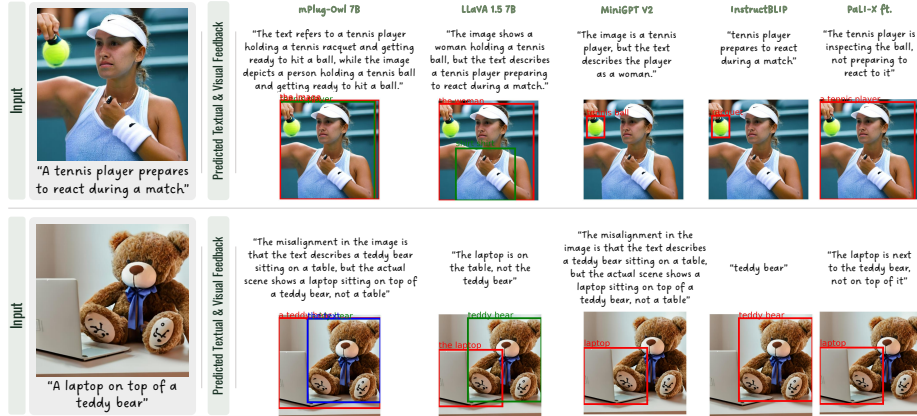 mPlug-Owl 7B
LLaVA 1.5 7B
MiniGPT V2
InstructBLIP
PaLI-X ft.
Input
"A tennis player prepares
to react during a match"
Predicted Textual & Visual Feedback
"The text refers to a tennis player
holding a tennis racquet and getting
ready to hit a ball, while the image
depicts a person holding a tennis ball
and getting ready to hit a ball."
"The image shows a
woman holding a tennis
ball, but the text describes
a tennis player preparing
to react during a match."
"The image is a tennis
player, but the text
describes the player
as a woman."
"tennis player
prepares to react
during a match"
"The tennis player is
inspecting the ball,
not preparing to
react to it"
the image
the woman
a tennis player
Input
"A laptop on top of a
teddy bear"
Predicted Textual & Visual Feedback
"The misalignment in the image is
that the text describes a teddy bear
sitting on a table, but the actual
scene shows a laptop sitting on top of
a teddy bear, not a table"
"The laptop is on
the table, not the
teddy bear"
"The misalignment in the
image is that the text describes
a teddy bear sitting on a table,
but the actual scene shows a
laptop sitting on top of a
teddy bear, not a table"
"teddy bear"
"The laptop is next
to the teddy bear,
not on top of it"
teddy bear
the laptop
laptop
teddy bear
laptop